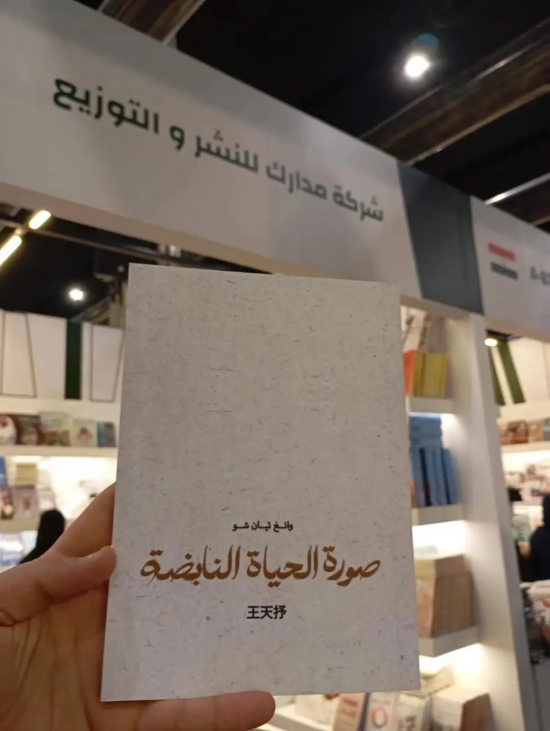 شركة مدارك للنشر و التوزيع
وانغ تيان شو
صورة الحياة النابضة
王天抒